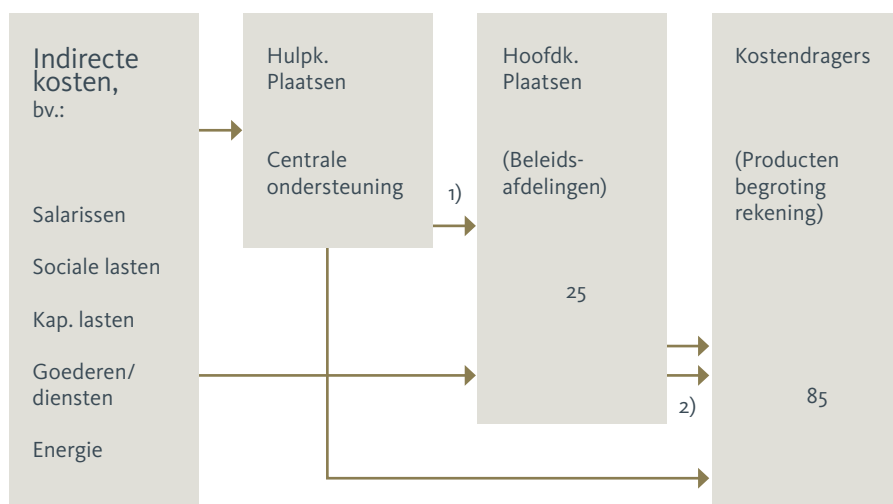 Indirecte
kosten,
bv.:
Salarissen
Sociale lasten
Kap. lasten
Goederen/
diensten
Energie
Hulpk.
Plaatsen
Centrale
ondersteuning
1)
Hoofdk.
Plaatsen
(Beleids-
afdelingen)
25
2)
Kostendragers
(Producten
begroting
rekening)
85